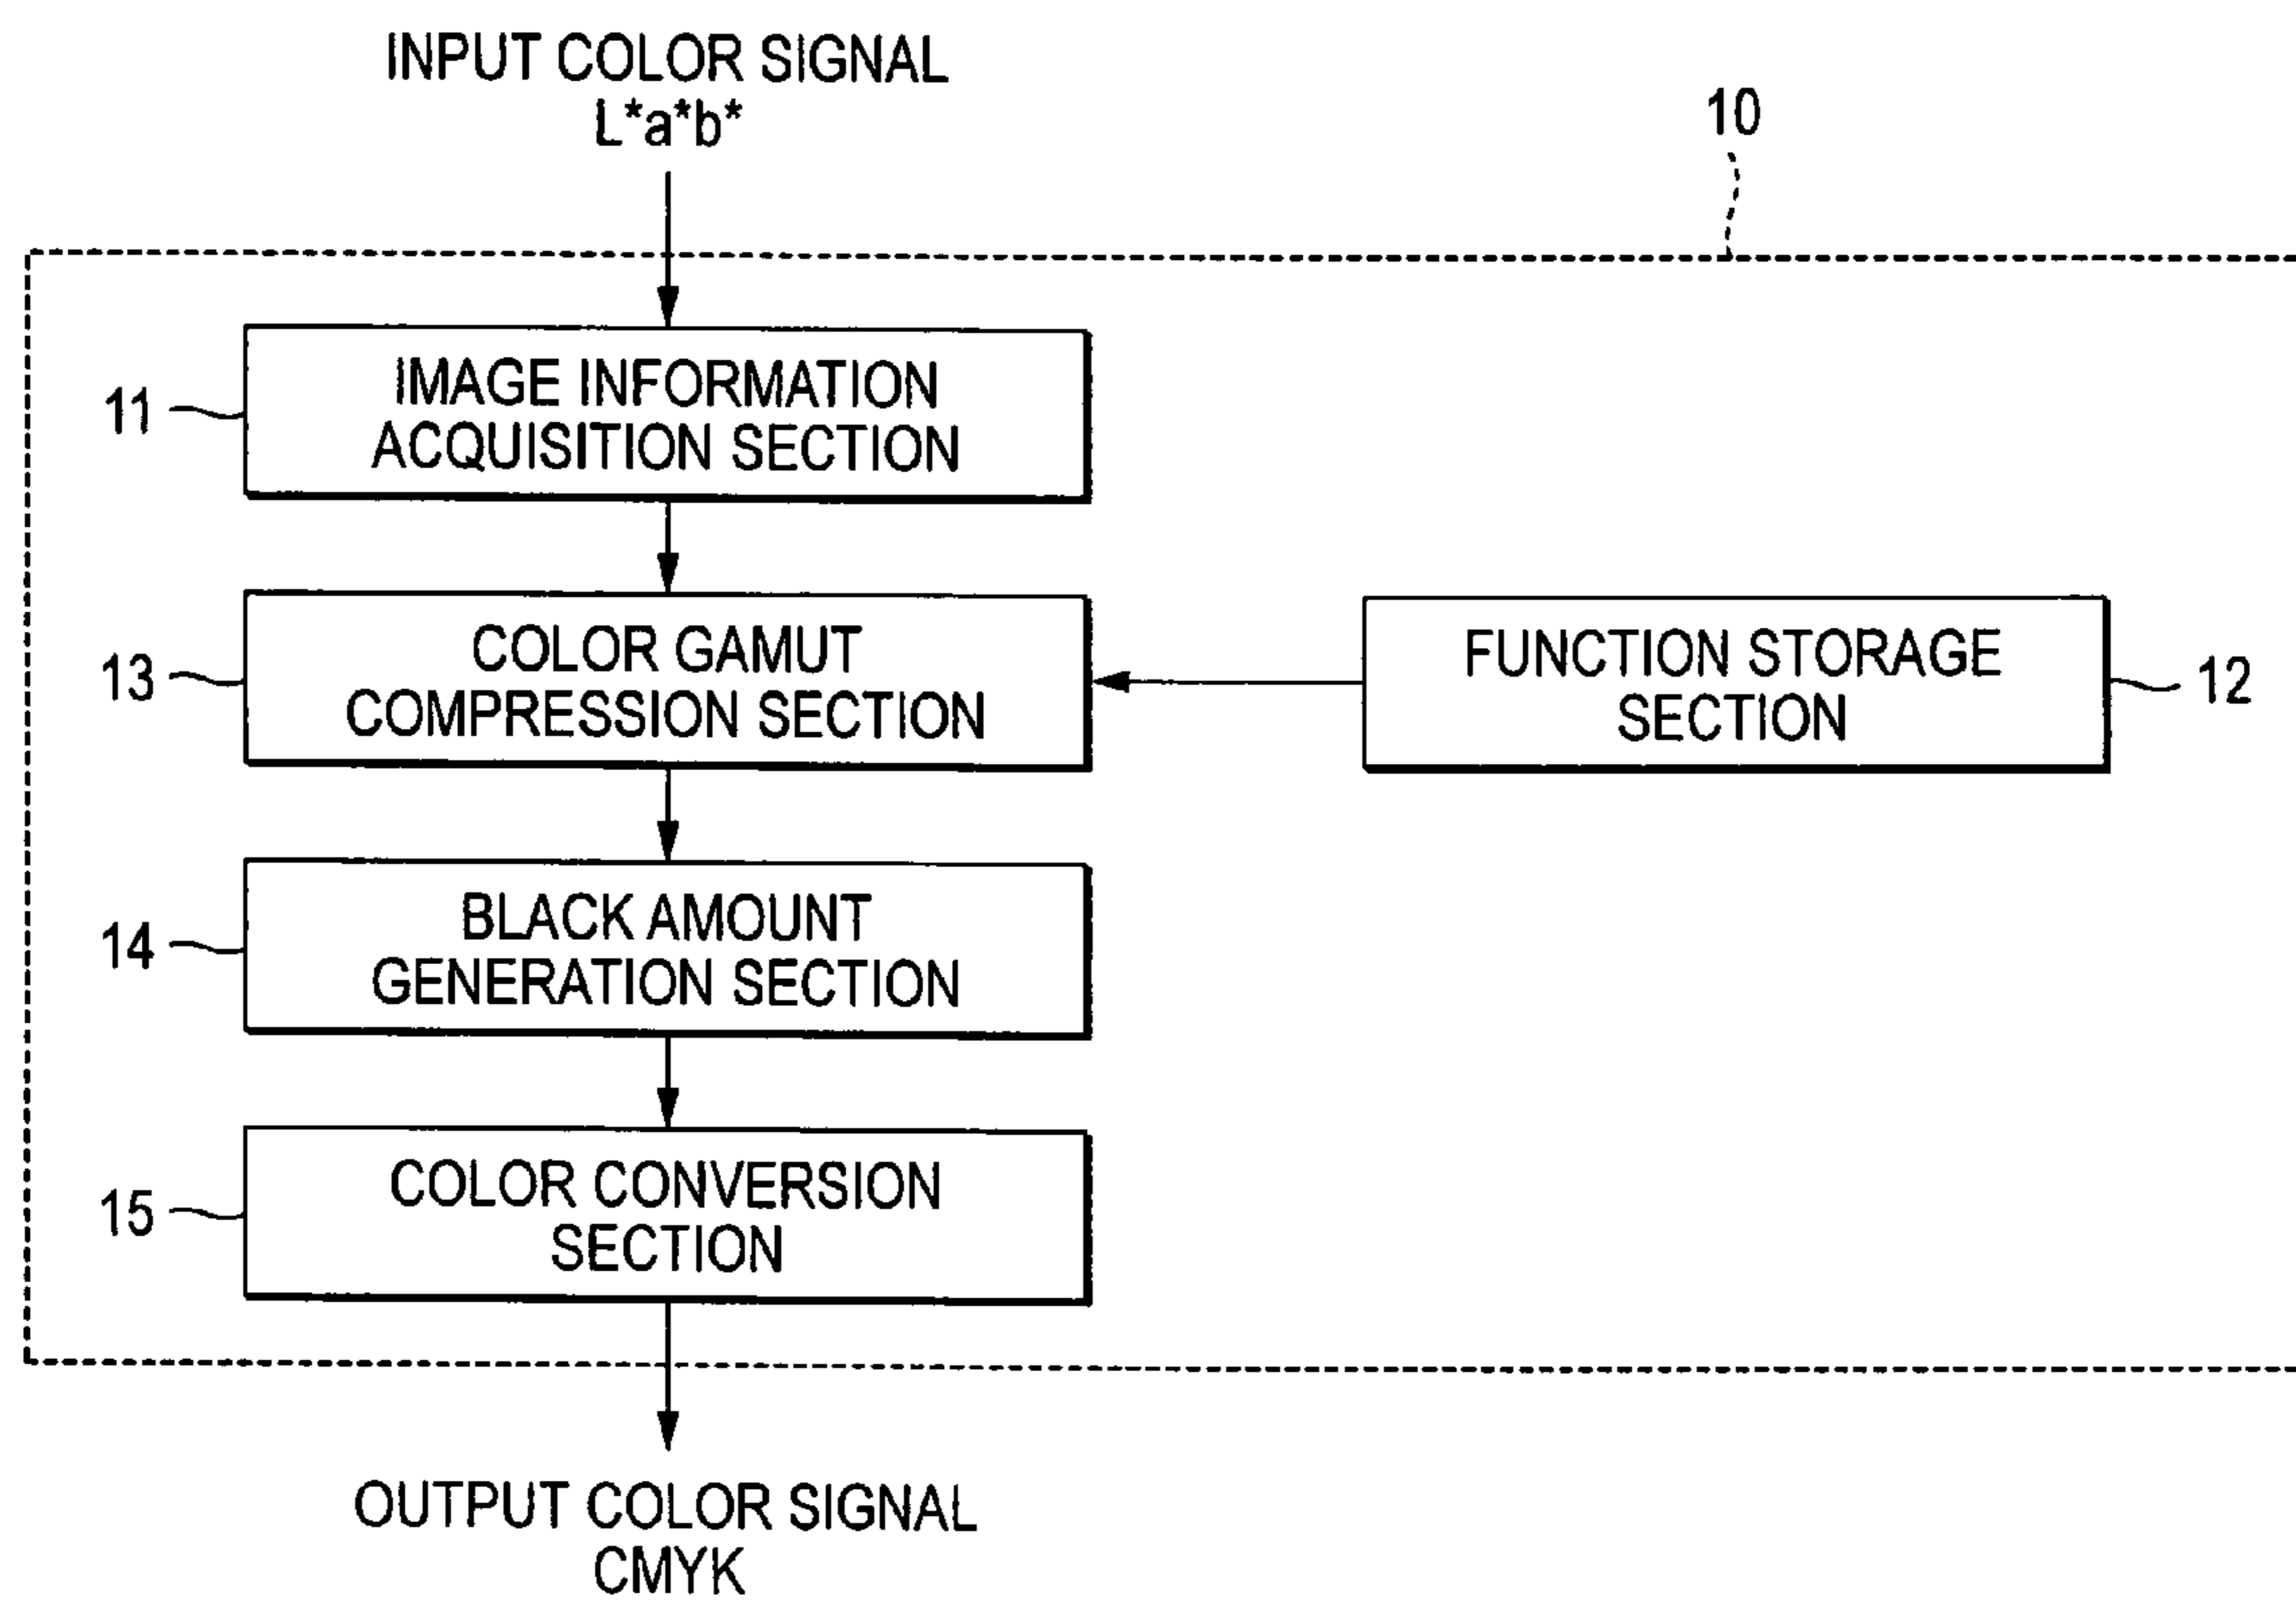 INPUT COLOR SIGNAL
L*a*b*
10
11
IMAGE INFORMATION
ACQUISITION SECTION
13
COLOR GAMUT
COMPRESSION SECTION
FUNCTION STORAGE
SECTION
12
14
BLACK AMOUNT
GENERATION SECTION
15
COLOR CONVERSION
SECTION
OUTPUT COLOR SIGNAL
CMYK